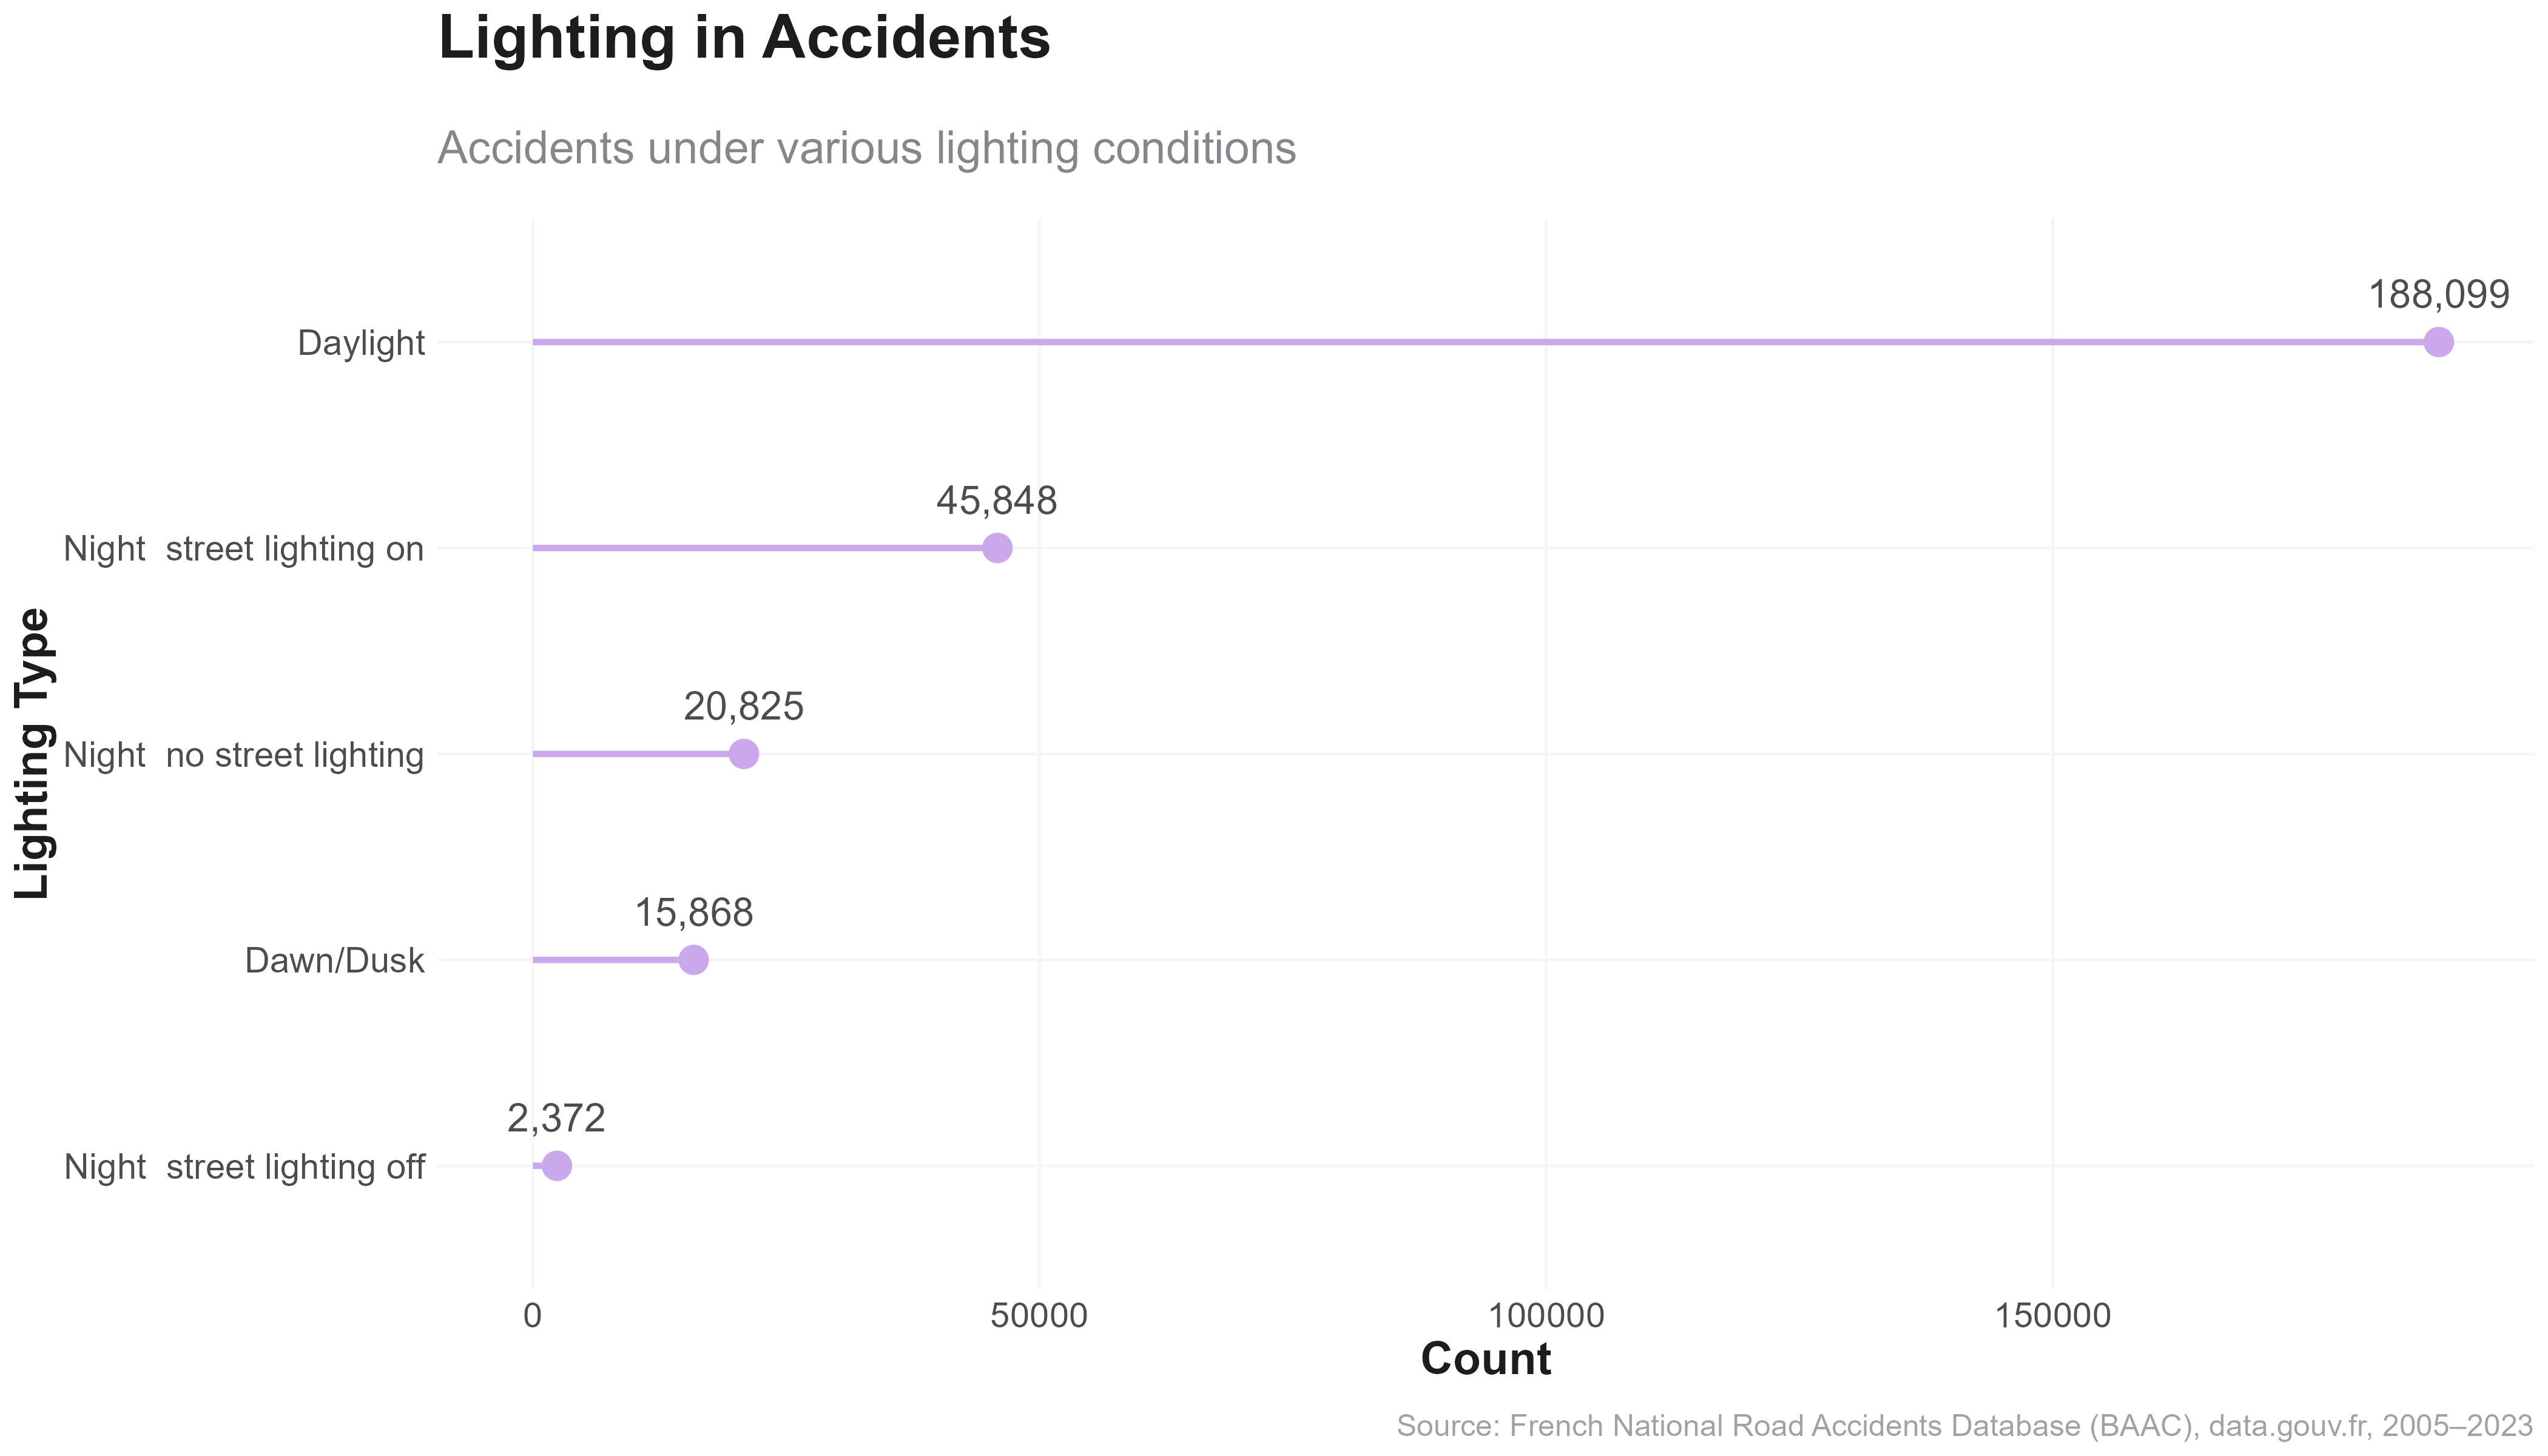 Lighting in Accidents
Accidents under various lighting conditions
188,099
Daylight
45,848
Night  street lighting on
20,825
Night  no street lighting
15,868
Dawn/Dusk
2,372
Night  street lighting off
Lighting Type
0 50000 100000 150000
Count
Source: French National Road Accidents Database (BAAC), data.gouv.fr, 2005–2023